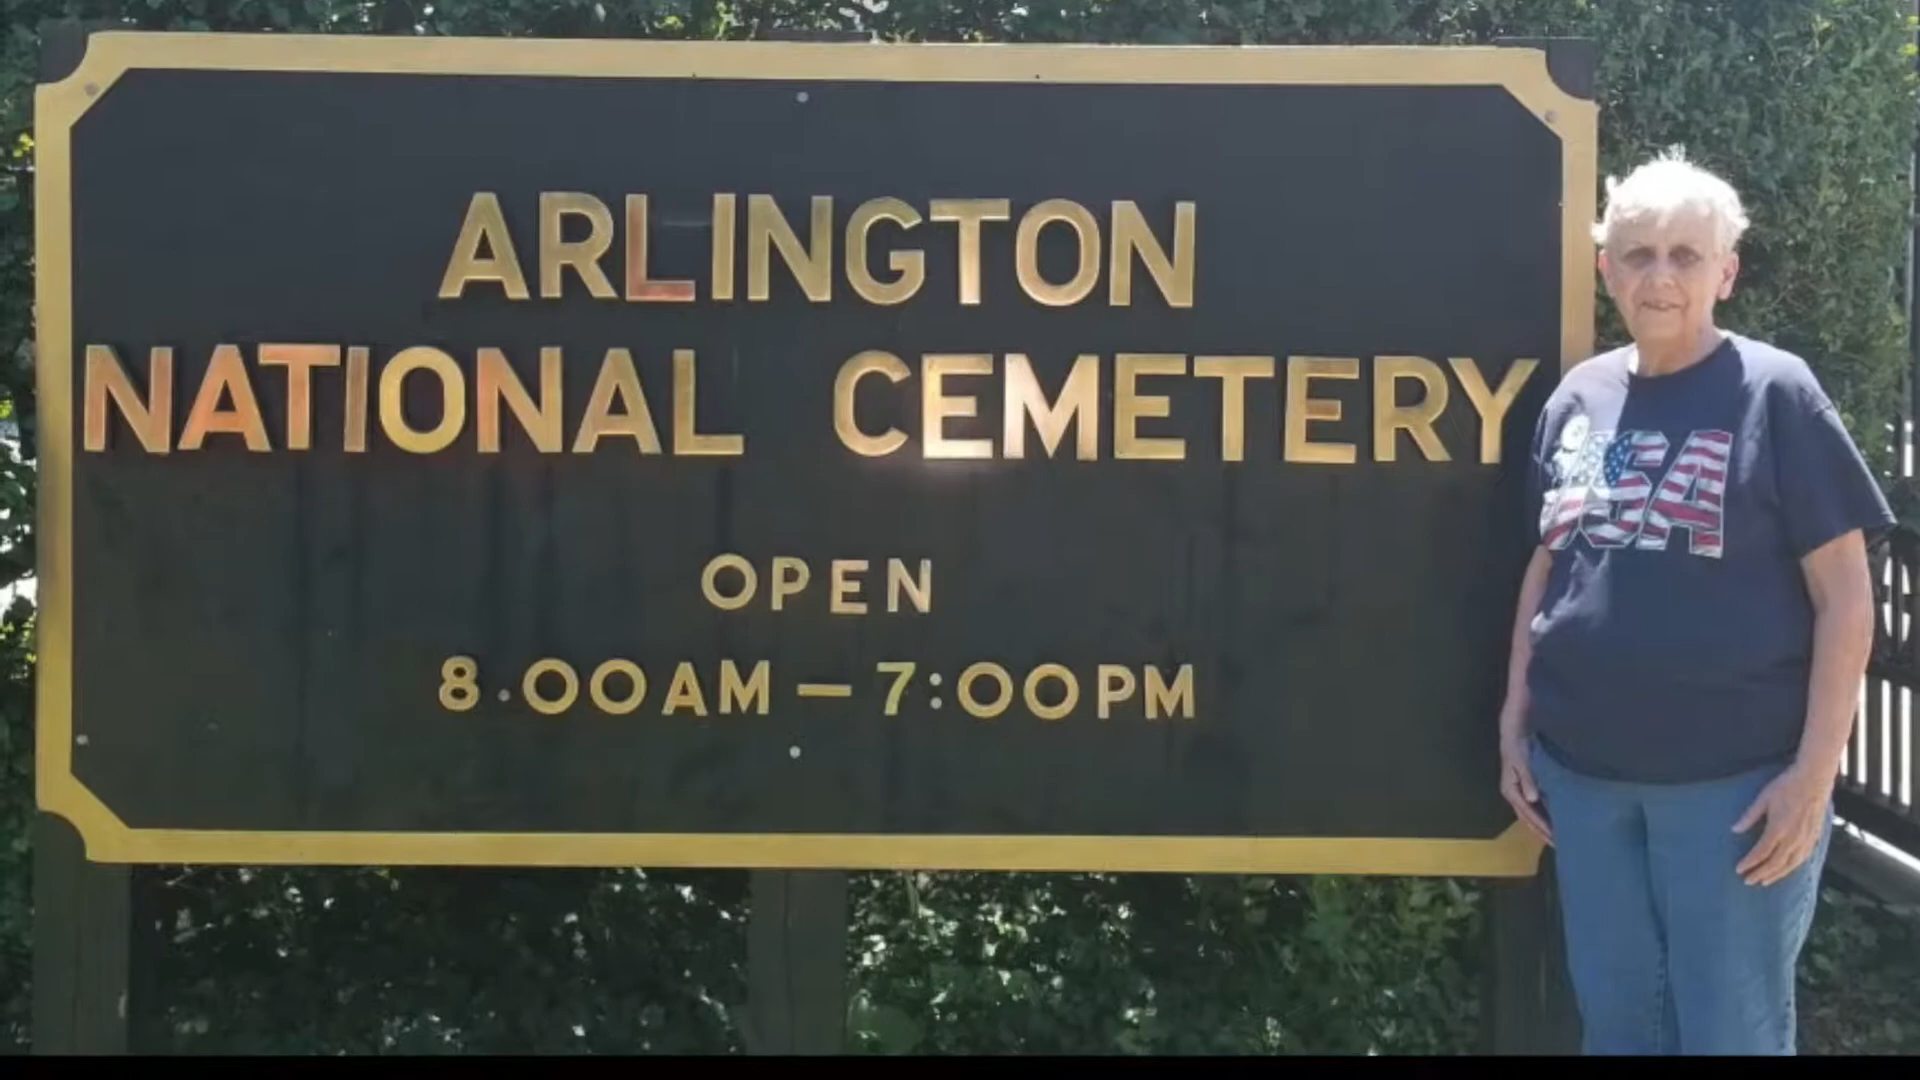 ARLINGTON
NATIONAL CEMETERY
OPEN
8.00AM — 7:00PM
USA